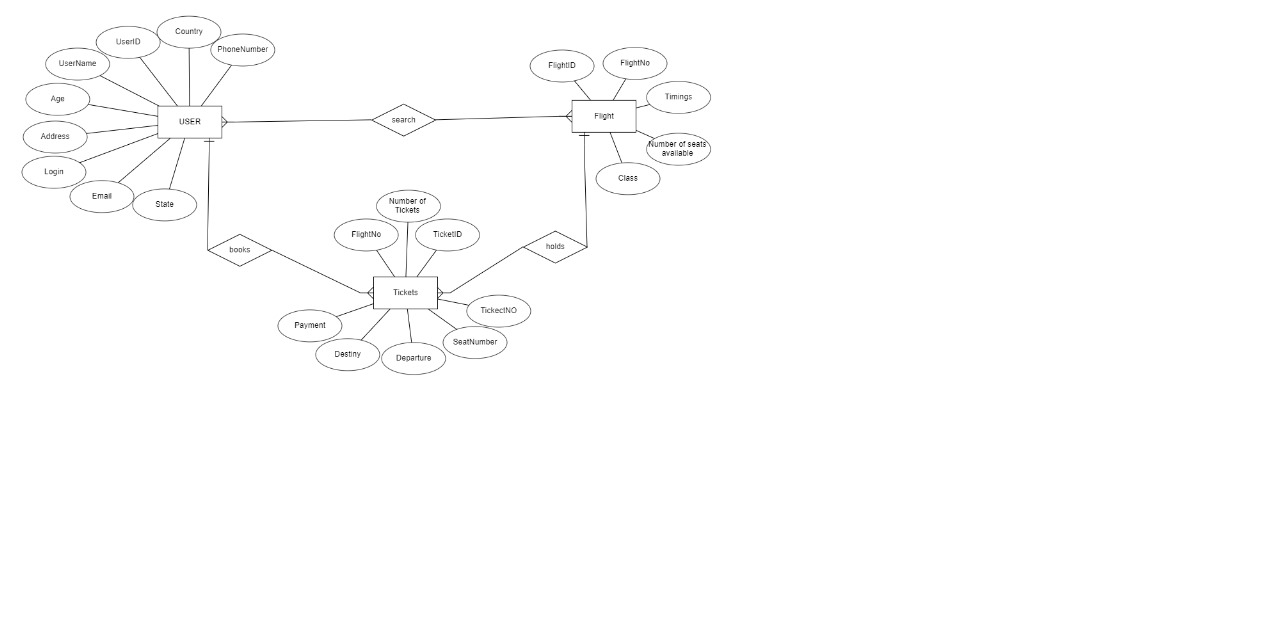 Country
UserID
PhoneNumber
UserName
Age
Address
Login
Email
State
USER
search
FlightID
FlightNo
Timings
Number of seats
available
Class
Flight
books
holds
Number of
Tickets
FlightNo
TicketID
Tickets
TickectNO
SeatNumber
Departure
Destiny
Payment